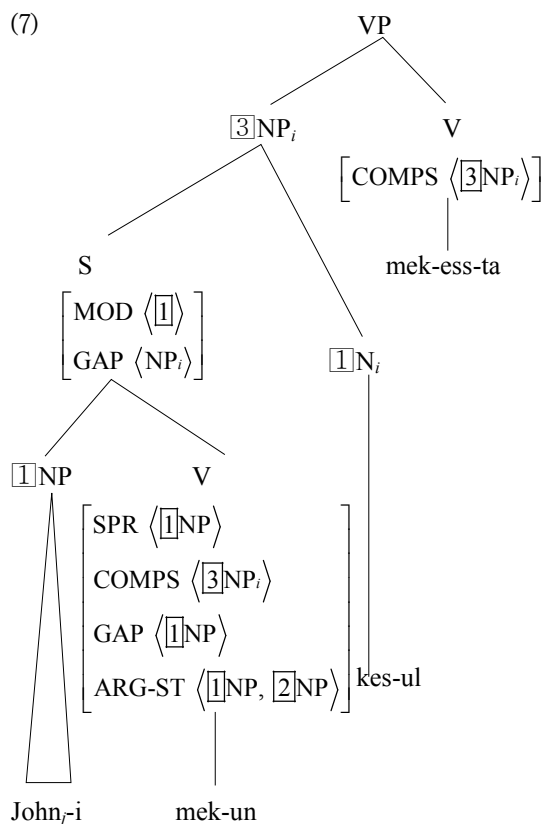 (7)
VP
[3]NPᵢ V
[COMPS ⟨[3]NPᵢ⟩]
mek-ess-ta
S
[MOD ⟨[1]⟩
GAP ⟨NPᵢ⟩]
[1]Nᵢ
[1]NP V
[SPR ⟨[1]NP⟩
COMPS ⟨[3]NPᵢ⟩
GAP ⟨[1]NP⟩
ARG-ST ⟨[1]NP, [2]NP⟩] kes-ul
Johnⱼ-i mek-un